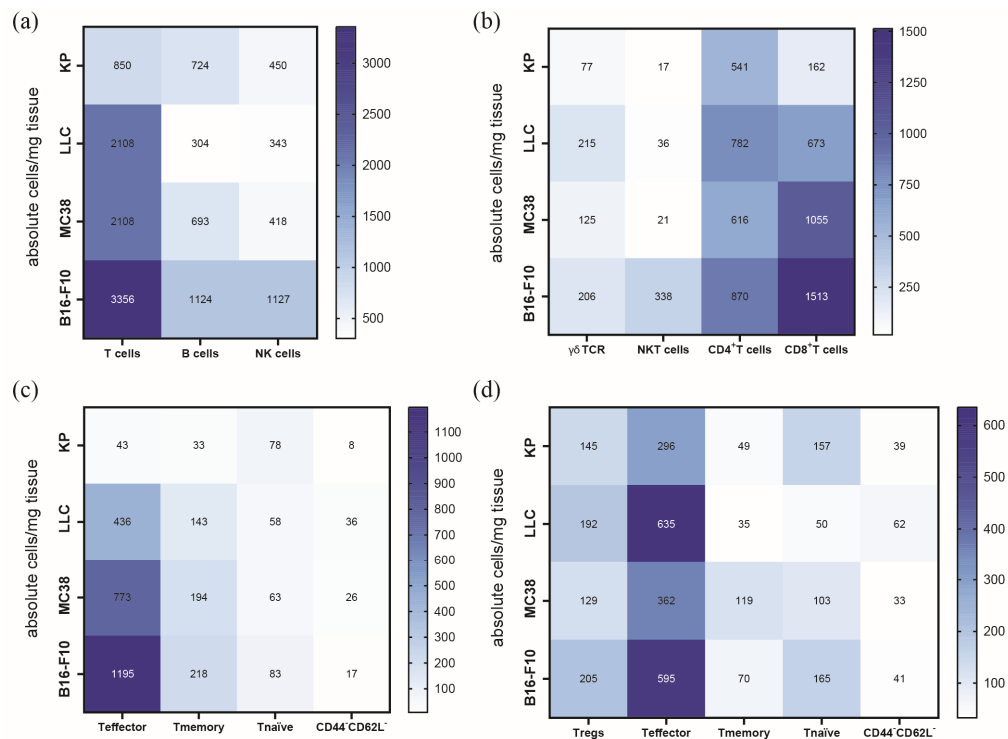 (a)
absolute cells/mg tissue
KP
850 724 450
LLC
2108 304 343
MC38
2108 693 418
B16-F10
3356 1124 1127
T cells B cells NK cells
3000
2500
2000
1500
1000
500
(b)
absolute cells/mg tissue
KP
77 17 541 162
LLC
215 36 782 673
MC38
125 21 616 1055
B16-F10
206 338 870 1513
γδ TCR NKT cells CD4⁺T cells CD8⁺T cells
1500
1250
1000
750
500
250
(c)
absolute cells/mg tissue
KP
43 33 78 8
LLC
436 143 58 36
MC38
773 194 63 26
B16-F10
1195 218 83 17
Teffector Tmemory Tnaïve CD44⁻CD62L⁻
1100
1000
900
800
700
600
500
400
300
200
100
(d)
absolute cells/mg tissue
KP
145 296 49 157 39
LLC
192 635 35 50 62
MC38
129 362 119 103 33
B16-F10
205 595 70 165 41
Tregs Teffector Tmemory Tnaïve CD44⁻CD62L⁻
600
500
400
300
200
100